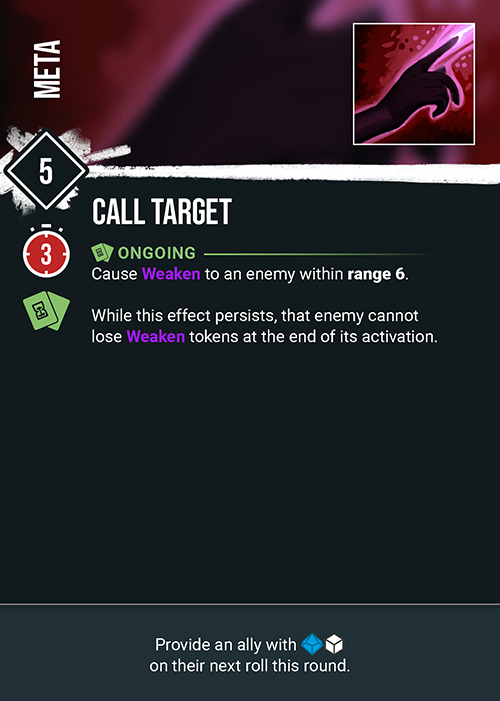 META
5
CALL TARGET
3
ONGOING
Cause Weaken to an enemy within range 6.
While this effect persists, that enemy cannot
lose Weaken tokens at the end of its activation.
Provide an ally with
on their next roll this round.